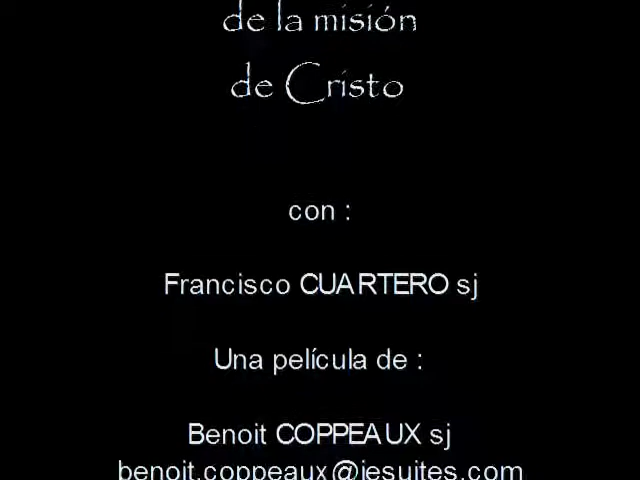 de la misión
de Cristo
con :
Francisco CUARTERO sj
Una película de :
Benoit COPPEAUX sj
benoit.coppeaux@jesuites.com